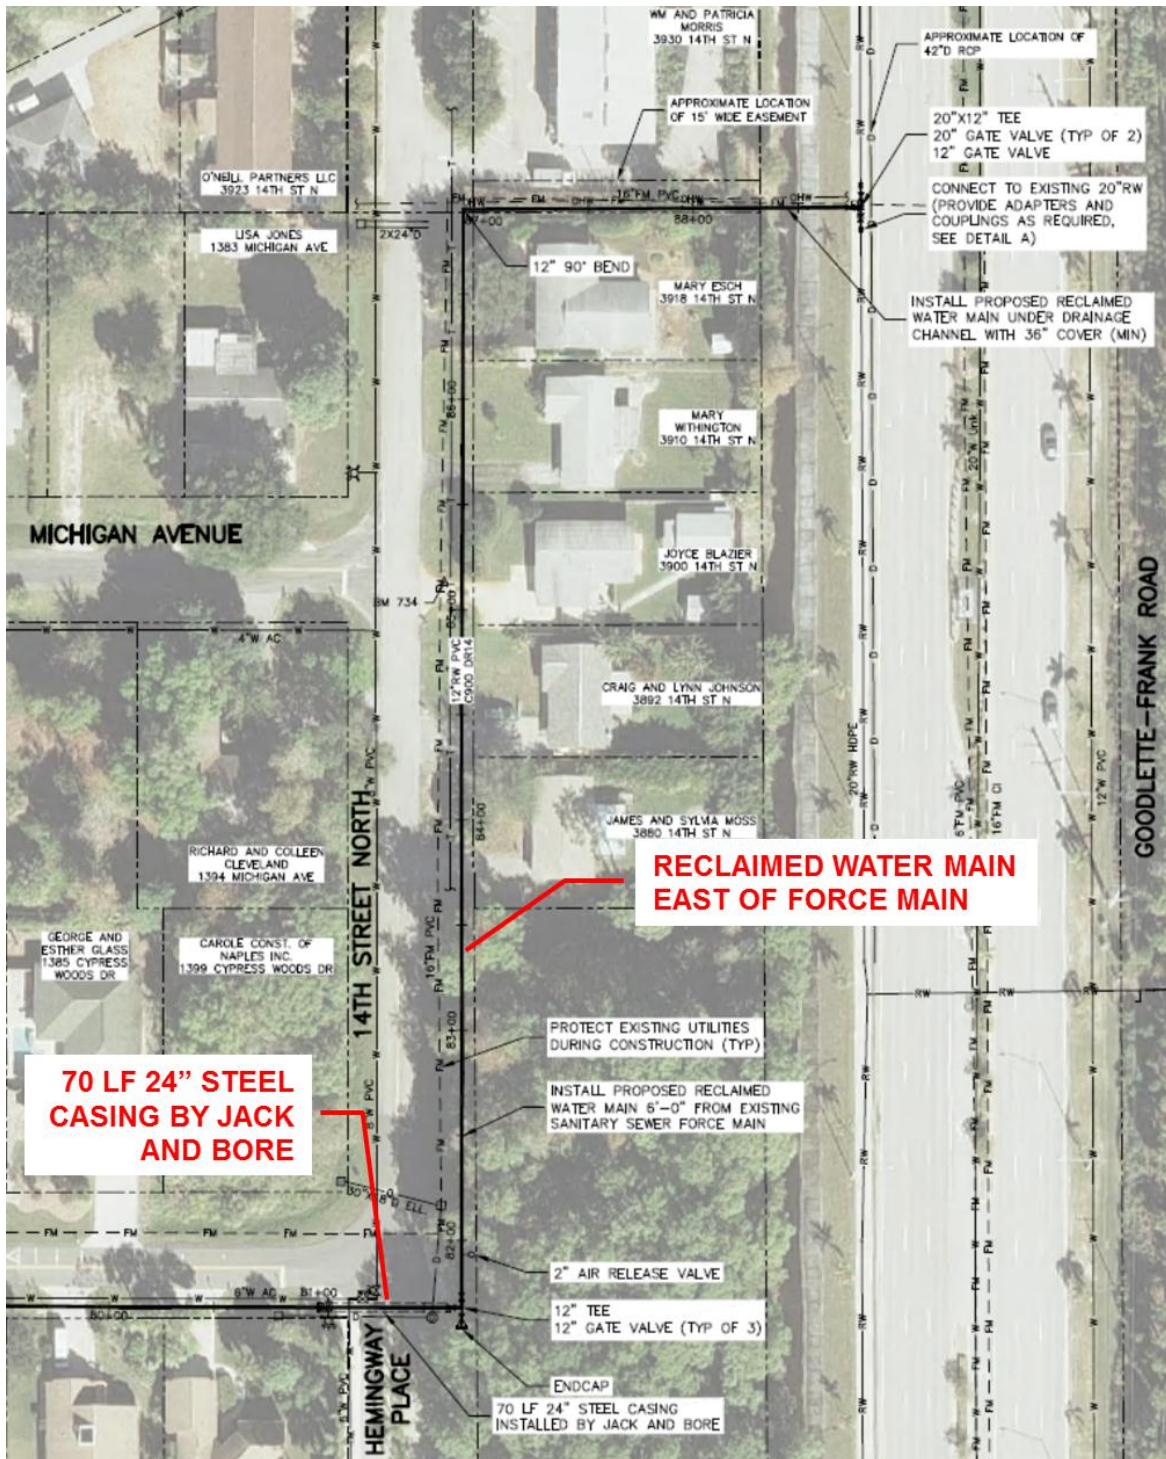 WM AND PATRICIA
MORRIS
3930 14TH ST N
APPROXIMATE LOCATION OF
42"D RCP
APPROXIMATE LOCATION
OF 15' WIDE EASEMENT
20"X12" TEE
20" GATE VALVE (TYP OF 2)
12" GATE VALVE
O'NEILL PARTNERS LLC
3923 14TH ST N
16"FM PVC
CONNECT TO EXISTING 20"RW
(PROVIDE ADAPTERS AND
COUPLINGS AS REQUIRED,
SEE DETAIL A)
87+00
88+00
LISA JONES
1383 MICHIGAN AVE
2X24"D
12" 90° BEND
MARY ESCH
3918 14TH ST N
INSTALL PROPOSED RECLAIMED
WATER MAIN UNDER DRAINAGE
CHANNEL WITH 36" COVER (MIN)
86+00
MARY
WITHINGTON
3910 14TH ST N
20"W Unk
MICHIGAN AVENUE
JOYCE BLAZIER
3900 14TH ST N
BM 734
85+00
4"W AC
12"RW PVC
C900 DR14
CRAIG AND LYNN JOHNSON
3892 14TH ST N
GOODLETTE-FRANK ROAD
20"RW HDPE
12"W PVC
16"FM CI
84+00
JAMES AND SYLVIA MOSS
3880 14TH ST N
RICHARD AND COLLEEN
CLEVELAND
1394 MICHIGAN AVE
RECLAIMED WATER MAIN
EAST OF FORCE MAIN
14TH STREET NORTH
GEORGE AND
ESTHER GLASS
1385 CYPRESS
WOODS DR
CAROLE CONST. OF
NAPLES INC.
1399 CYPRESS WOODS DR
16"FM PVC
83+00
PROTECT EXISTING UTILITIES
DURING CONSTRUCTION (TYP)
70 LF 24” STEEL
CASING BY JACK
AND BORE
INSTALL PROPOSED RECLAIMED
WATER MAIN 6'-0" FROM EXISTING
SANITARY SEWER FORCE MAIN
82+00
2" AIR RELEASE VALVE
6"W AC
81+00
80+00
12" TEE
12" GATE VALVE (TYP OF 3)
HEMINGWAY
PLACE
6"W PVC
ENDCAP
70 LF 24" STEEL CASING
INSTALLED BY JACK AND BORE